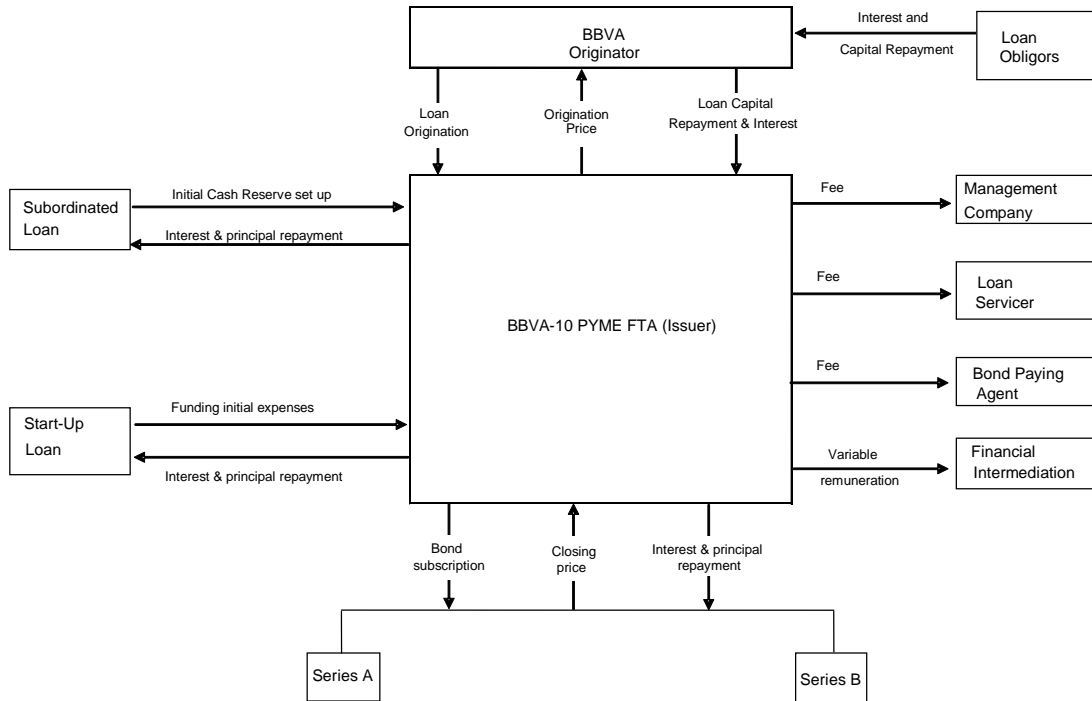 BBVA
Originator
Interest and
Capital Repayment
Loan
Obligors
Loan
Origination
Origination
Price
Loan Capital
Repayment & Interest
Subordinated
Loan
Initial Cash Reserve set up
Interest & principal repayment
Fee
Management
Company
Fee
Loan
Servicer
BBVA-10 PYME FTA (Issuer)
Fee
Bond Paying
Agent
Start-Up
Loan
Funding initial expenses
Interest & principal repayment
Variable
remuneration
Financial
Intermediation
Bond
subscription
Closing
price
Interest & principal
repayment
Series A
Series B